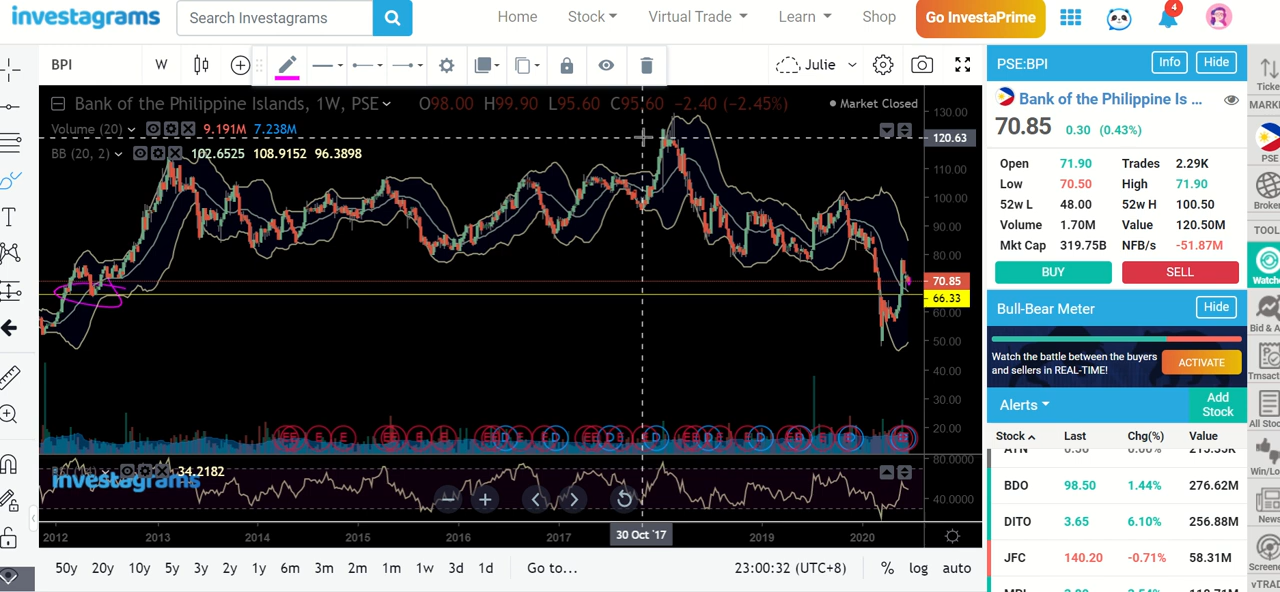 investagrams
Search Investagrams
Home
Stock
Virtual Trade
Learn
Shop
Go InvestaPrime
4
BPI
W
Julie
Bank of the Philippine Islands, 1W, PSE
O98.00 H99.90 L95.60 C95.60 -2.40 (-2.45%)
Market Closed
Volume (20)
9.191M 7.238M
BB (20, 2)
102.6525 108.9152 96.3898
130.00
120.63
110.00
100.00
90.00
80.00
70.85
66.33
60.00
50.00
40.00
30.00
20.00
34.2182
investagrams
80.0000
40.0000
2012
2013
2014
2015
2016
2017
30 Oct '17
2019
2020
50y 20y 10y 5y 3y 2y 1y 6m 3m 2m 1m 1w 3d 1d
Go to...
23:00:32 (UTC+8)
% log auto
PSE:BPI
Info
Hide
Bank of the Philippine Is ...
70.85 0.30 (0.43%)
Open 71.90 Trades 2.29K
Low 70.50 High 71.90
52w L 48.00 52w H 100.50
Volume 1.70M Value 120.50M
Mkt Cap 319.75B NFB/s -51.87M
BUY
SELL
Bull-Bear Meter
Hide
Watch the battle between the buyers
and sellers in REAL-TIME!
ACTIVATE
Alerts
Add
Stock
Stock Last Chg(%) Value
BDO 98.50 1.44% 276.62M
DITO 3.65 6.10% 256.88M
JFC 140.20 -0.71% 58.31M
PSE